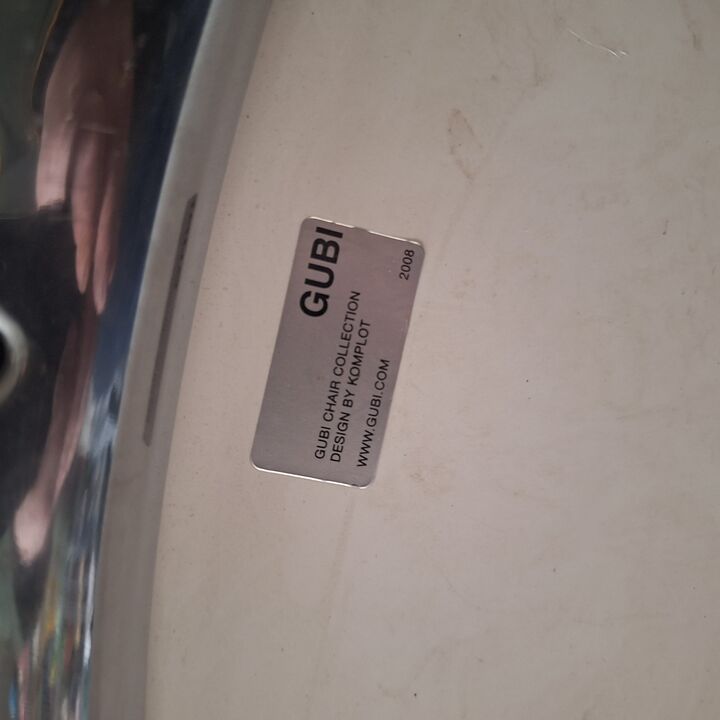 GUBI
GUBI CHAIR COLLECTION
DESIGN BY KOMPLOT
WWW.GUBI.COM
2008